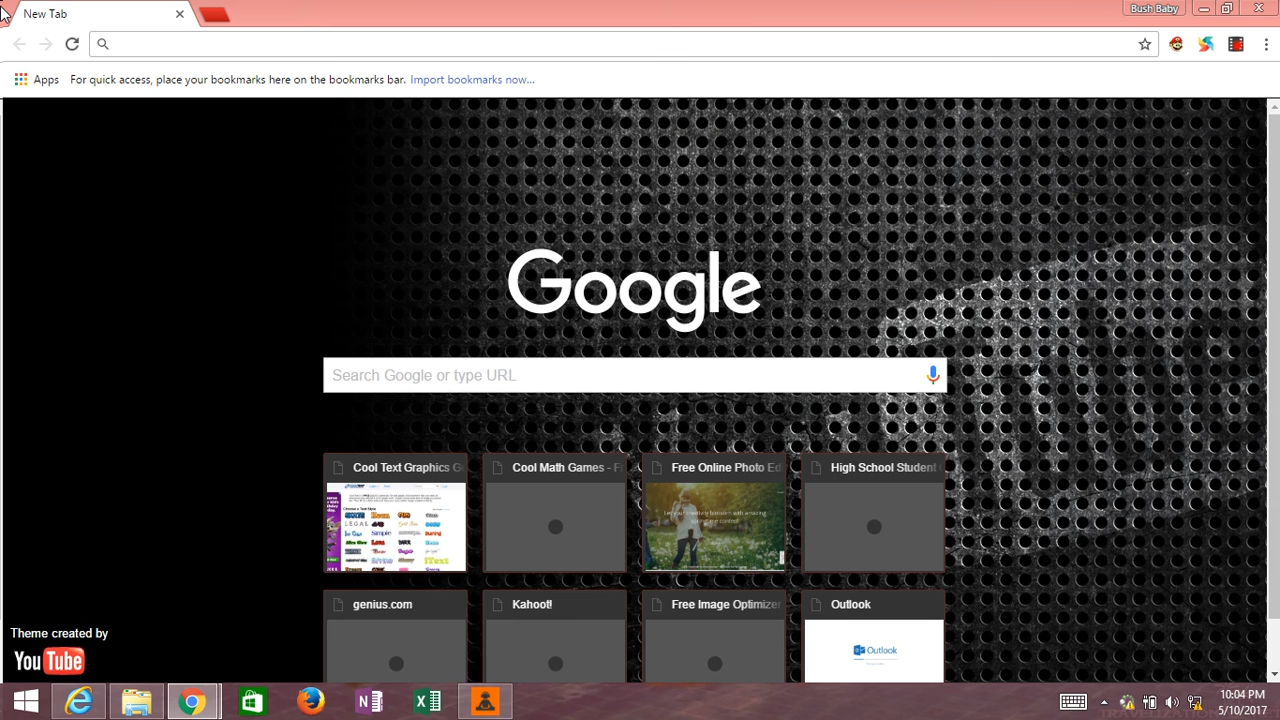 New Tab
Bush Baby
Apps For quick access, place your bookmarks here on the bookmarks bar. Import bookmarks now...
Google
Search Google or type URL
Cool Text Graphics G
Cool Math Games - F
Free Online Photo Ed
High School Student
LEGAL
Simple
Outlook
genius.com
Kahoot!
Free Image Optimizer
Outlook
Theme created by
YouTube
10:04 PM
5/10/2017